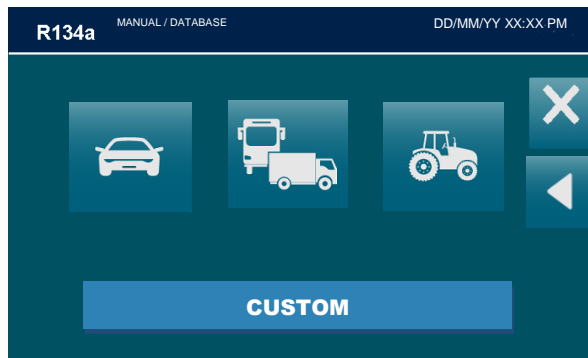 R134a
MANUAL / DATABASE
DD/MM/YY XX:XX PM
CUSTOM